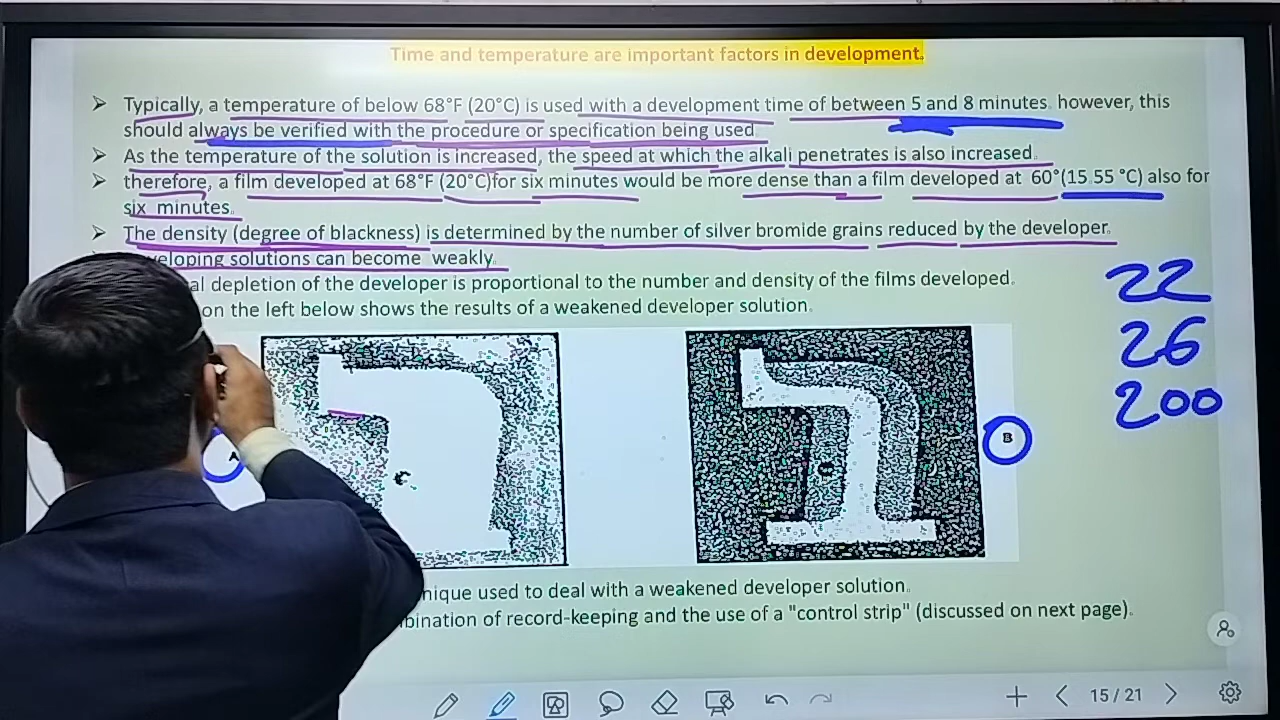 Time and temperature are important factors in development.
➢ Typically, a temperature of below 68°F (20°C) is used with a development time of between 5 and 8 minutes however, this
should always be verified with the procedure or specification being used
➢ As the temperature of the solution is increased, the speed at which the alkali penetrates is also increased.
➢ therefore, a film developed at 68°F (20°C)for six minutes would be more dense than a film developed at 60°(15 55 °C) also for
six minutes.
➢ The density (degree of blackness) is determined by the number of silver bromide grains reduced by the developer.
eloping solutions can become weakly.
al depletion of the developer is proportional to the number and density of the films developed.
on the left below shows the results of a weakened developer solution.
22
26
200
A
B
nique used to deal with a weakened developer solution.
bination of record-keeping and the use of a "control strip" (discussed on next page).
15 / 21